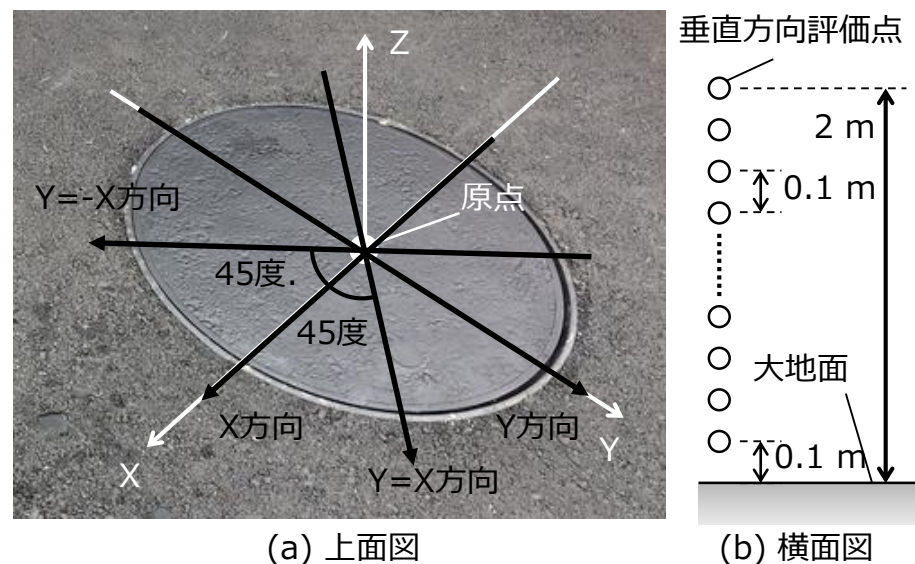 Z
原点
Y=-X方向
45度.
45度
X方向
Y方向
X
Y
Y=X方向
(a) 上面図
垂直方向評価点
2 m
0.1 m
大地面
0.1 m
(b) 横面図